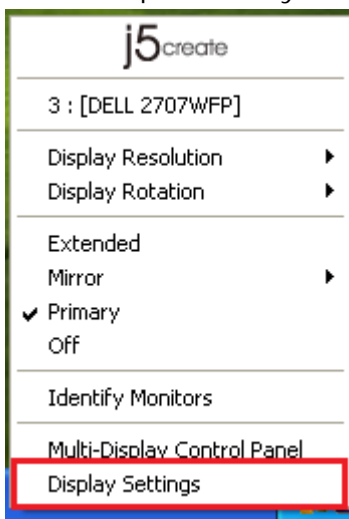 j5create
3 : [DELL 2707WFP]
Display Resolution
Display Rotation
Extended
Mirror
Primary
Off
Identify Monitors
Multi-Display Control Panel
Display Settings